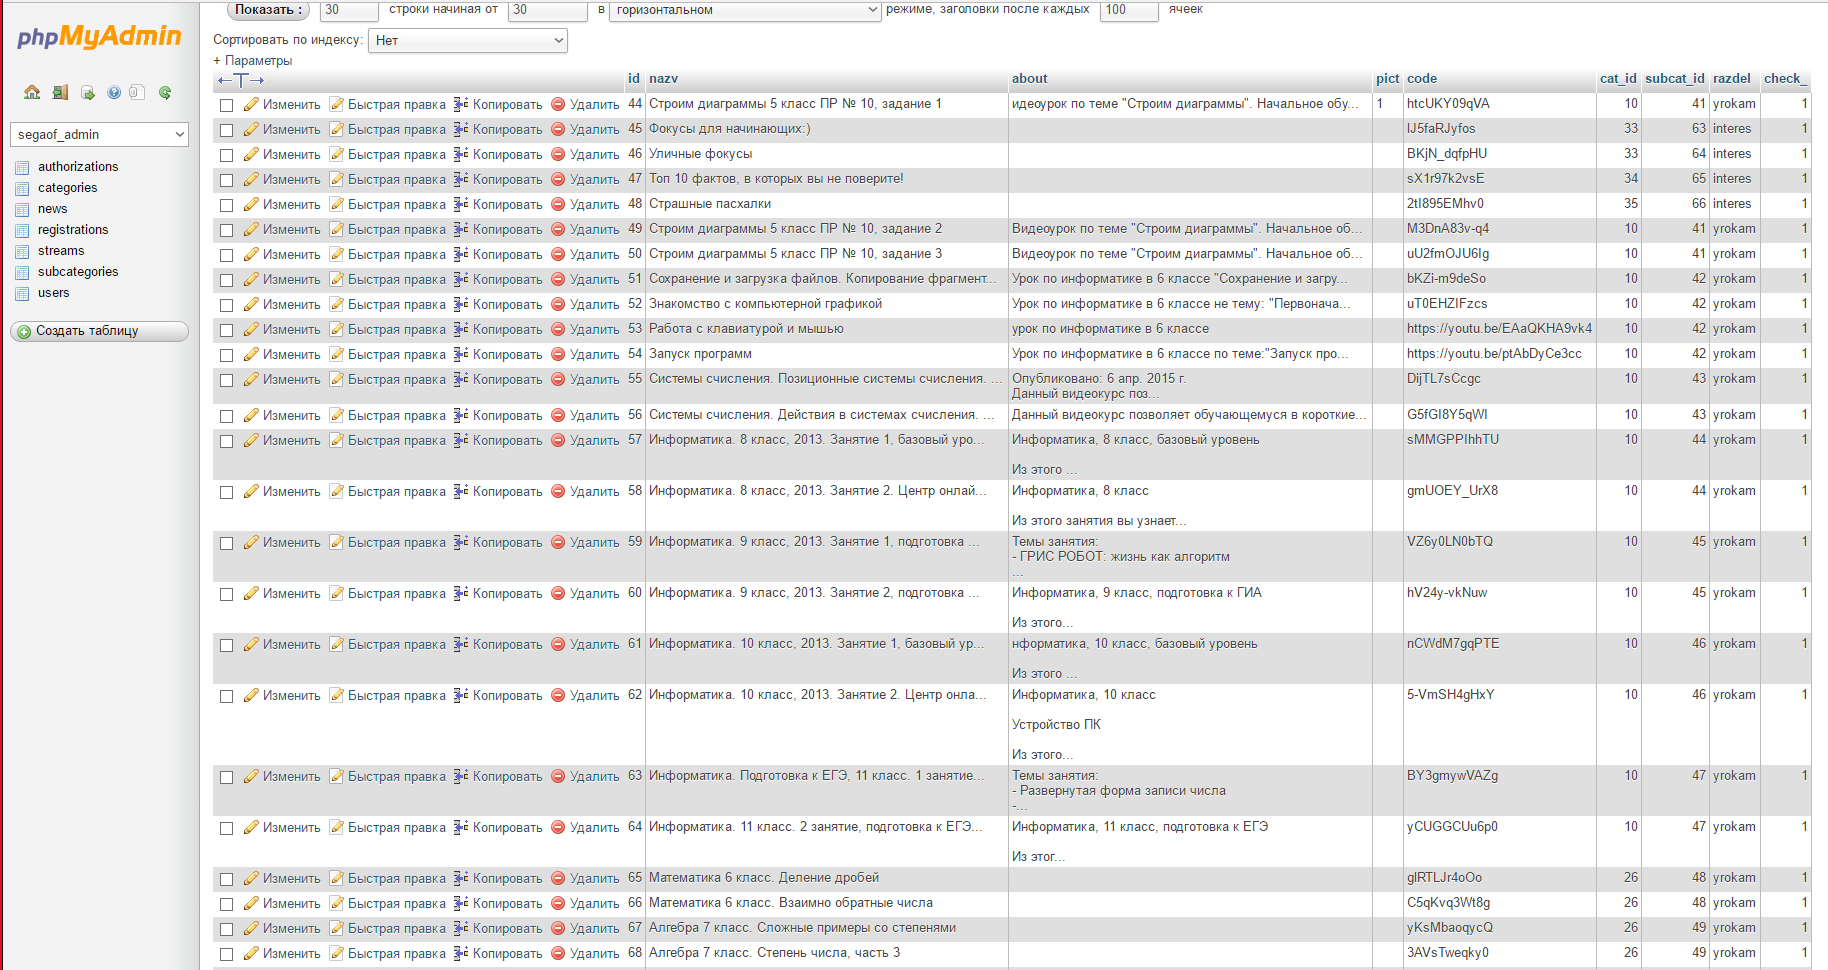 Показать : 30 строки начиная от 30 в горизонтальном режиме, заголовки после каждых 100 ячеек
phpMyAdmin
Сортировать по индексу: Нет
+ Параметры
segaof_admin
authorizations
categories
news
registrations
streams
subcategories
users
Создать таблицу
←T→ id nazv about pict code cat_id subcat_id razdel check_
Изменить Быстрая правка Копировать Удалить 44 Строим диаграммы 5 класс ПР № 10, задание 1 идеоурок по теме "Строим диаграммы". Начальное обу... 1 htcUKY09qVA 10 41 yrokam 1
Изменить Быстрая правка Копировать Удалить 45 Фокусы для начинающих:) IJ5faRJyfos 33 63 interes 1
Изменить Быстрая правка Копировать Удалить 46 Уличные фокусы BKjN_dqfpHU 33 64 interes 1
Изменить Быстрая правка Копировать Удалить 47 Топ 10 фактов, в которых вы не поверите! sX1r97k2vsE 34 65 interes 1
Изменить Быстрая правка Копировать Удалить 48 Страшные пасхалки 2tI895EMhv0 35 66 interes 1
Изменить Быстрая правка Копировать Удалить 49 Строим диаграммы 5 класс ПР № 10, задание 2 Видеоурок по теме "Строим диаграммы". Начальное об... M3DnA83v-q4 10 41 yrokam 1
Изменить Быстрая правка Копировать Удалить 50 Строим диаграммы 5 класс ПР № 10, задание 3 Видеоурок по теме "Строим диаграммы". Начальное об... uU2fmOJU6Ig 10 41 yrokam 1
Изменить Быстрая правка Копировать Удалить 51 Сохранение и загрузка файлов. Копирование фрагмент... Урок по информатике в 6 классе "Сохранение и загру... bKZi-m9deSo 10 42 yrokam 1
Изменить Быстрая правка Копировать Удалить 52 Знакомство с компьютерной графикой Урок по информатике в 6 классе не тему: "Первонача... uT0EHZIFzcs 10 42 yrokam 1
Изменить Быстрая правка Копировать Удалить 53 Работа с клавиатурой и мышью урок по информатике в 6 классе https://youtu.be/EAaQKHA9vk4 10 42 yrokam 1
Изменить Быстрая правка Копировать Удалить 54 Запуск программ Урок по информатике в 6 классе по теме:"Запуск про... https://youtu.be/ptAbDyCe3cc 10 42 yrokam 1
Изменить Быстрая правка Копировать Удалить 55 Системы счисления. Позиционные системы счисления. ... Опубликовано: 6 апр. 2015 г. DijTL7sCcgc 10 43 yrokam 1
Данный видеокурс поз...
Изменить Быстрая правка Копировать Удалить 56 Системы счисления. Действия в системах счисления. ... Данный видеокурс позволяет обучающемуся в короткие... G5fGI8Y5qWI 10 43 yrokam 1
Изменить Быстрая правка Копировать Удалить 57 Информатика. 8 класс, 2013. Занятие 1, базовый уро... Информатика, 8 класс, базовый уровень sMMGPPIhhTU 10 44 yrokam 1
Из этого ...
Изменить Быстрая правка Копировать Удалить 58 Информатика. 8 класс, 2013. Занятие 2. Центр онлай... Информатика, 8 класс gmUOEY_UrX8 10 44 yrokam 1
Из этого занятия вы узнает...
Изменить Быстрая правка Копировать Удалить 59 Информатика. 9 класс, 2013. Занятие 1, подготовка ... Темы занятия: VZ6y0LN0bTQ 10 45 yrokam 1
- ГРИС РОБОТ: жизнь как алгоритм
...
Изменить Быстрая правка Копировать Удалить 60 Информатика. 9 класс, 2013. Занятие 2, подготовка ... Информатика, 9 класс, подготовка к ГИА hV24y-vkNuw 10 45 yrokam 1
Из этого...
Изменить Быстрая правка Копировать Удалить 61 Информатика. 10 класс, 2013. Занятие 1, базовый ур... нформатика, 10 класс, базовый уровень nCWdM7gqPTE 10 46 yrokam 1
Из этого ...
Изменить Быстрая правка Копировать Удалить 62 Информатика. 10 класс, 2013. Занятие 2. Центр онла... Информатика, 10 класс 5-VmSH4gHxY 10 46 yrokam 1
Устройство ПК
Из этого...
Изменить Быстрая правка Копировать Удалить 63 Информатика. Подготовка к ЕГЭ, 11 класс. 1 занятие... Темы занятия: BY3gmywVAZg 10 47 yrokam 1
- Развернутая форма записи числа
-...
Изменить Быстрая правка Копировать Удалить 64 Информатика. 11 класс. 2 занятие, подготовка к ЕГЭ... Информатика, 11 класс, подготовка к ЕГЭ yCUGGCUu6p0 10 47 yrokam 1
Из этог...
Изменить Быстрая правка Копировать Удалить 65 Математика 6 класс. Деление дробей glRTLJr4oOo 26 48 yrokam 1
Изменить Быстрая правка Копировать Удалить 66 Математика 6 класс. Взаимно обратные числа C5qKvq3Wt8g 26 48 yrokam 1
Изменить Быстрая правка Копировать Удалить 67 Алгебра 7 класс. Сложные примеры со степенями yKsMbaoqycQ 26 49 yrokam 1
Изменить Быстрая правка Копировать Удалить 68 Алгебра 7 класс. Степень числа, часть 3 3AVsTweqky0 26 49 yrokam 1